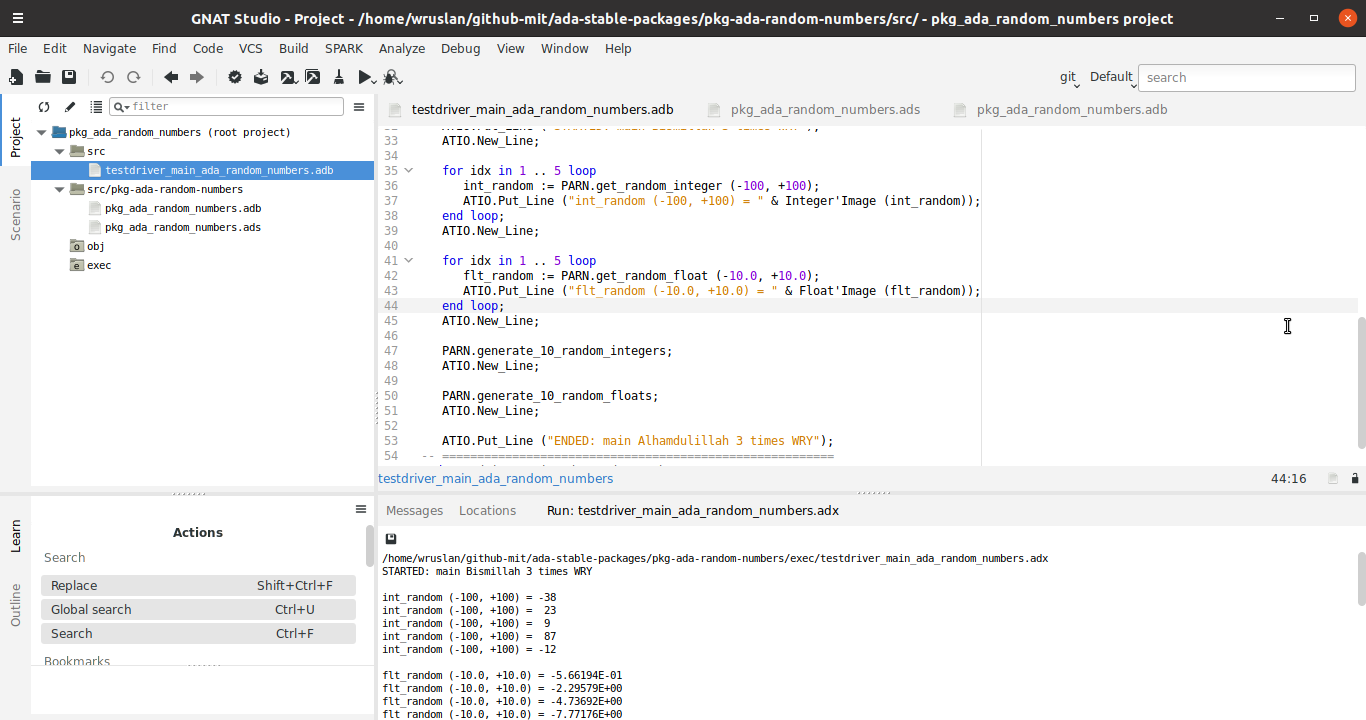 GNAT Studio - Project - /home/wruslan/github-mit/ada-stable-packages/pkg-ada-random-numbers/src/ - pkg_ada_random_numbers project
File Edit Navigate Find Code VCS Build SPARK Analyze Debug View Window Help
git Default search
Project
Scenario
filter
pkg_ada_random_numbers (root project)
src
testdriver_main_ada_random_numbers.adb
src/pkg-ada-random-numbers
pkg_ada_random_numbers.adb
pkg_ada_random_numbers.ads
obj
exec
testdriver_main_ada_random_numbers.adb pkg_ada_random_numbers.ads pkg_ada_random_numbers.adb
33 ATIO.New_Line;
34
35 for idx in 1 .. 5 loop
36 int_random := PARN.get_random_integer (-100, +100);
37 ATIO.Put_Line ("int_random (-100, +100) = " & Integer'Image (int_random));
38 end loop;
39 ATIO.New_Line;
40
41 for idx in 1 .. 5 loop
42 flt_random := PARN.get_random_float (-10.0, +10.0);
43 ATIO.Put_Line ("flt_random (-10.0, +10.0) = " & Float'Image (flt_random));
44 end loop;
45 ATIO.New_Line;
46
47 PARN.generate_10_random_integers;
48 ATIO.New_Line;
49
50 PARN.generate_10_random_floats;
51 ATIO.New_Line;
52
53 ATIO.Put_Line ("ENDED: main Alhamdulillah 3 times WRY");
54 -- ========================================================
testdriver_main_ada_random_numbers 44:16
Learn
Outline
Actions
Search
Replace Shift+Ctrl+F
Global search Ctrl+U
Search Ctrl+F
Bookmarks
Messages Locations Run: testdriver_main_ada_random_numbers.adx
/home/wruslan/github-mit/ada-stable-packages/pkg-ada-random-numbers/exec/testdriver_main_ada_random_numbers.adx
STARTED: main Bismillah 3 times WRY
int_random (-100, +100) = -38
int_random (-100, +100) = 23
int_random (-100, +100) = 9
int_random (-100, +100) = 87
int_random (-100, +100) = -12
flt_random (-10.0, +10.0) = -5.66194E-01
flt_random (-10.0, +10.0) = -2.29579E+00
flt_random (-10.0, +10.0) = -4.73692E+00
flt_random (-10.0, +10.0) = -7.77176E+00